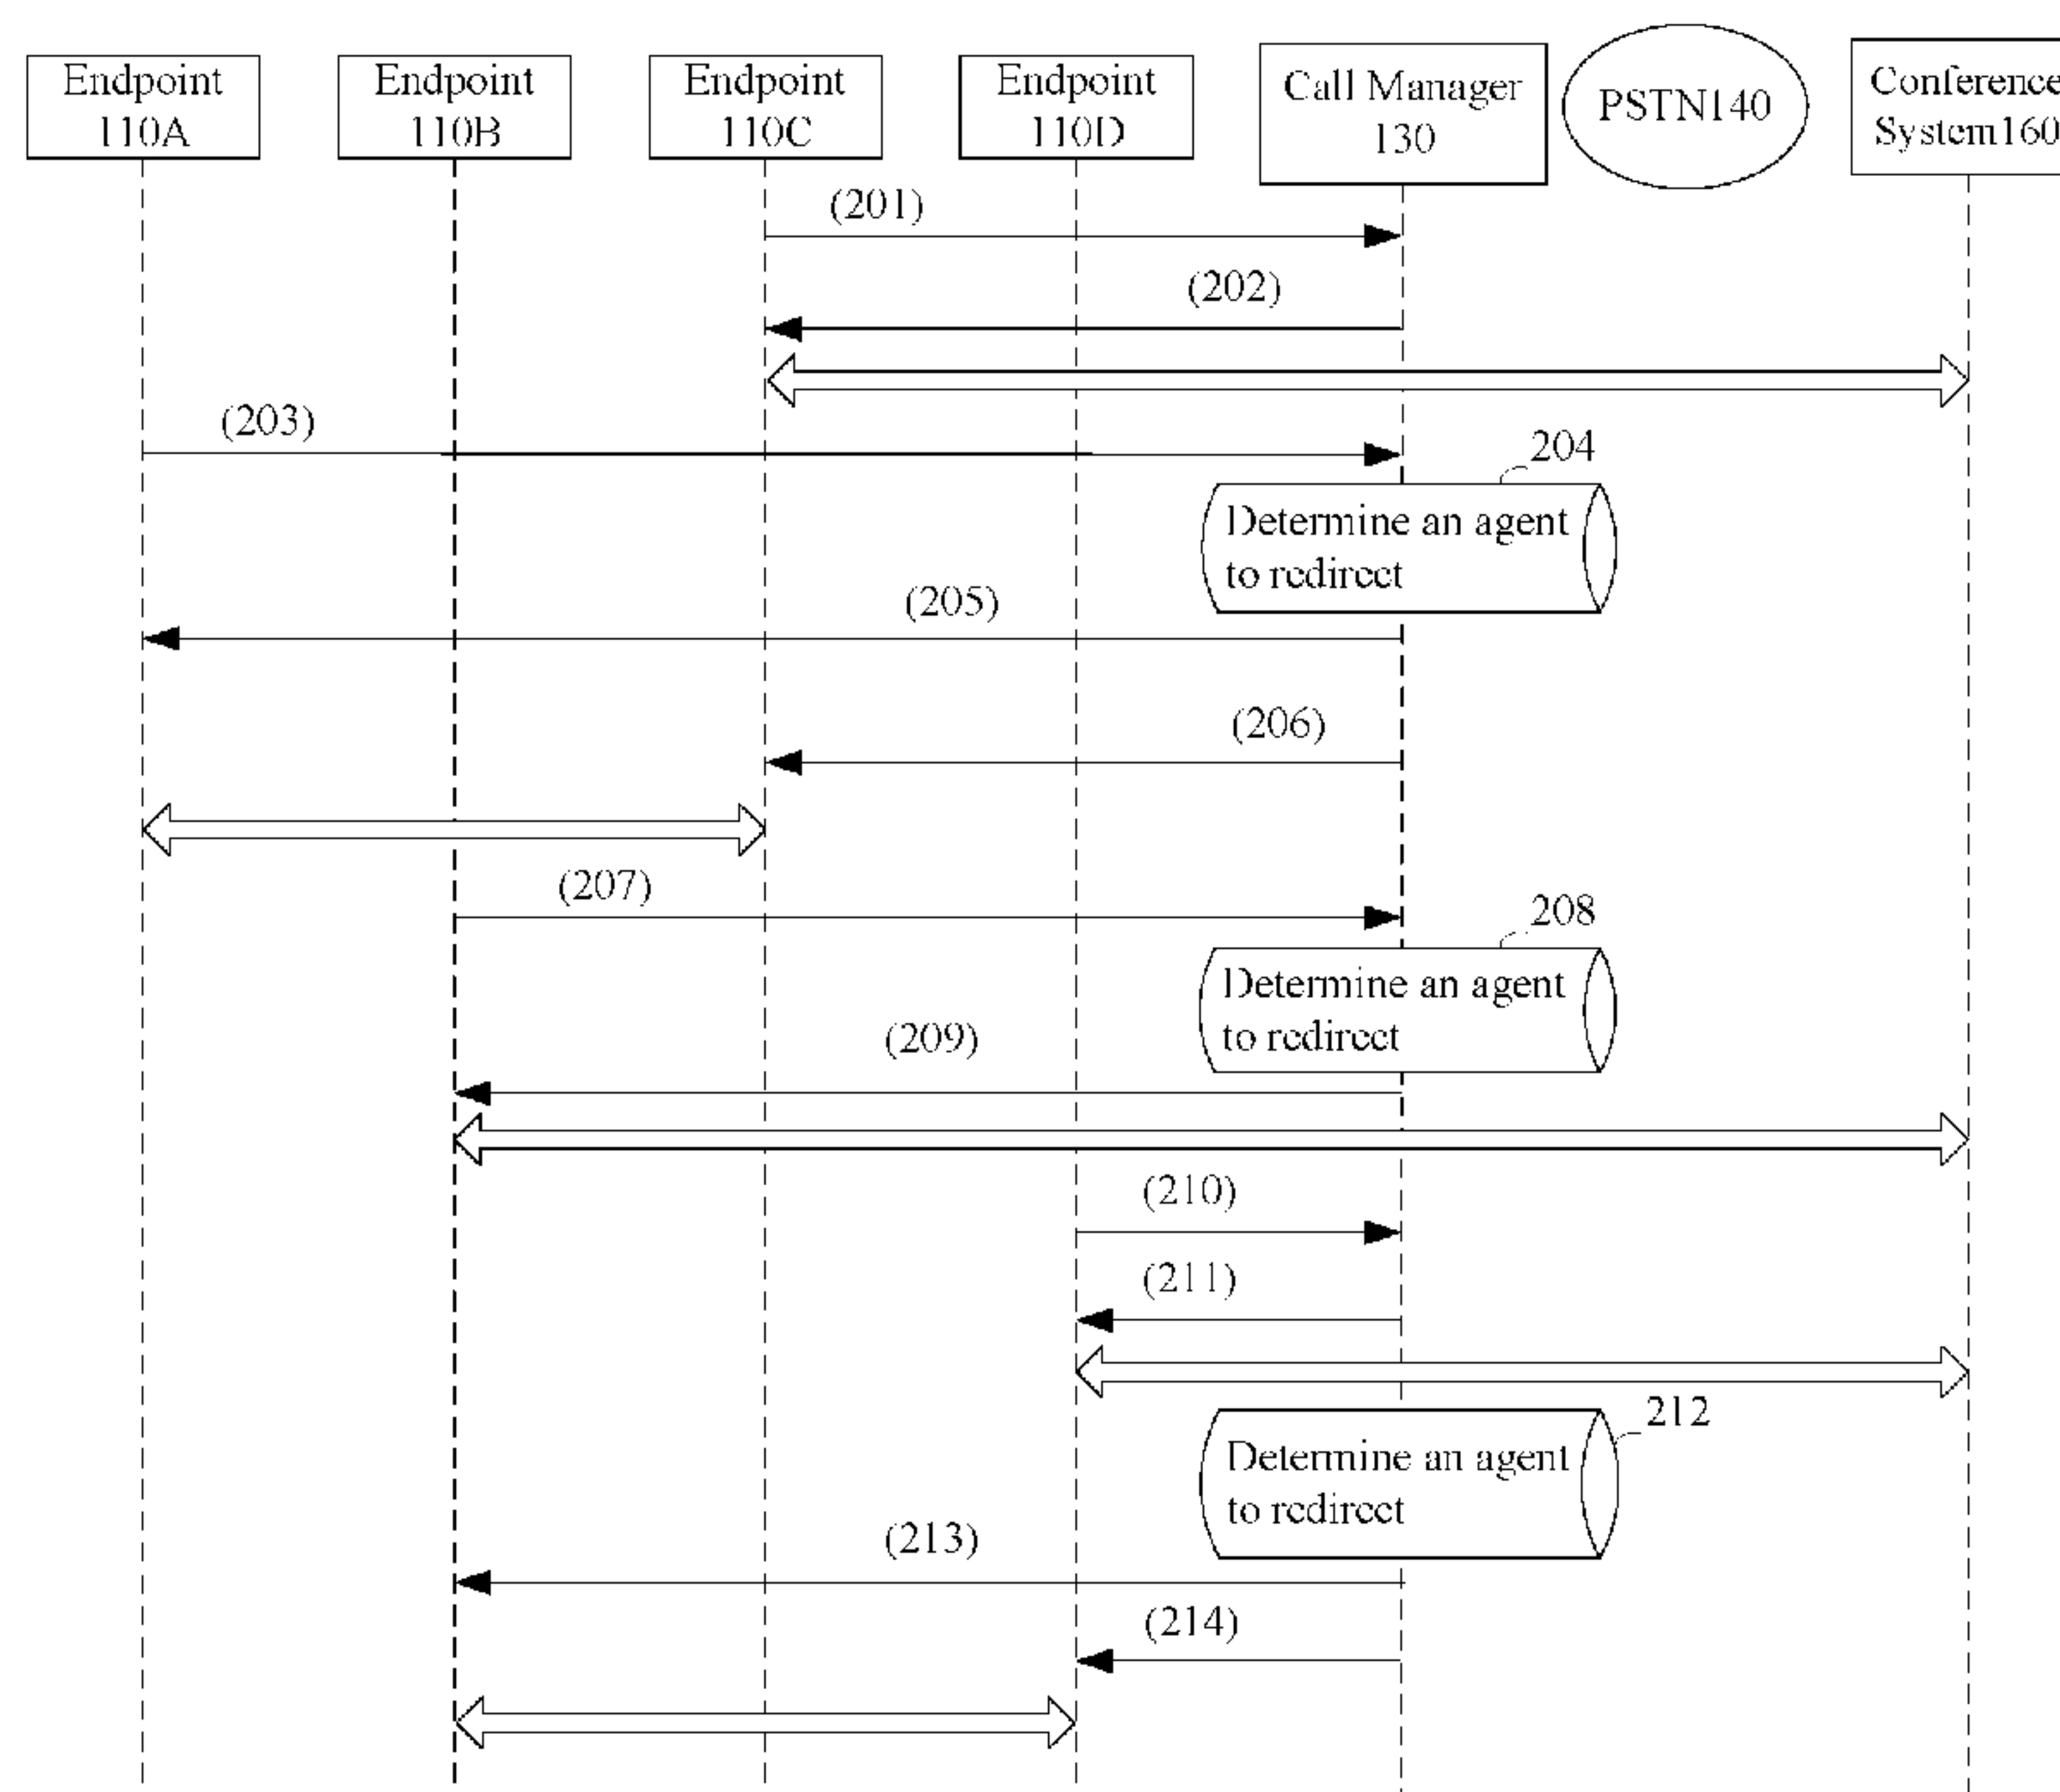 Endpoint
110A
Endpoint
110B
Endpoint
110C
Endpoint
110D
Call Manager
130
PSTN140
Conference
System160
(201)
(202)
(203)
204
Determine an agent
to redirect
(205)
(206)
(207)
208
Determine an agent
to redirect
(209)
(210)
(211)
212
Determine an agent
to redirect
(213)
(214)